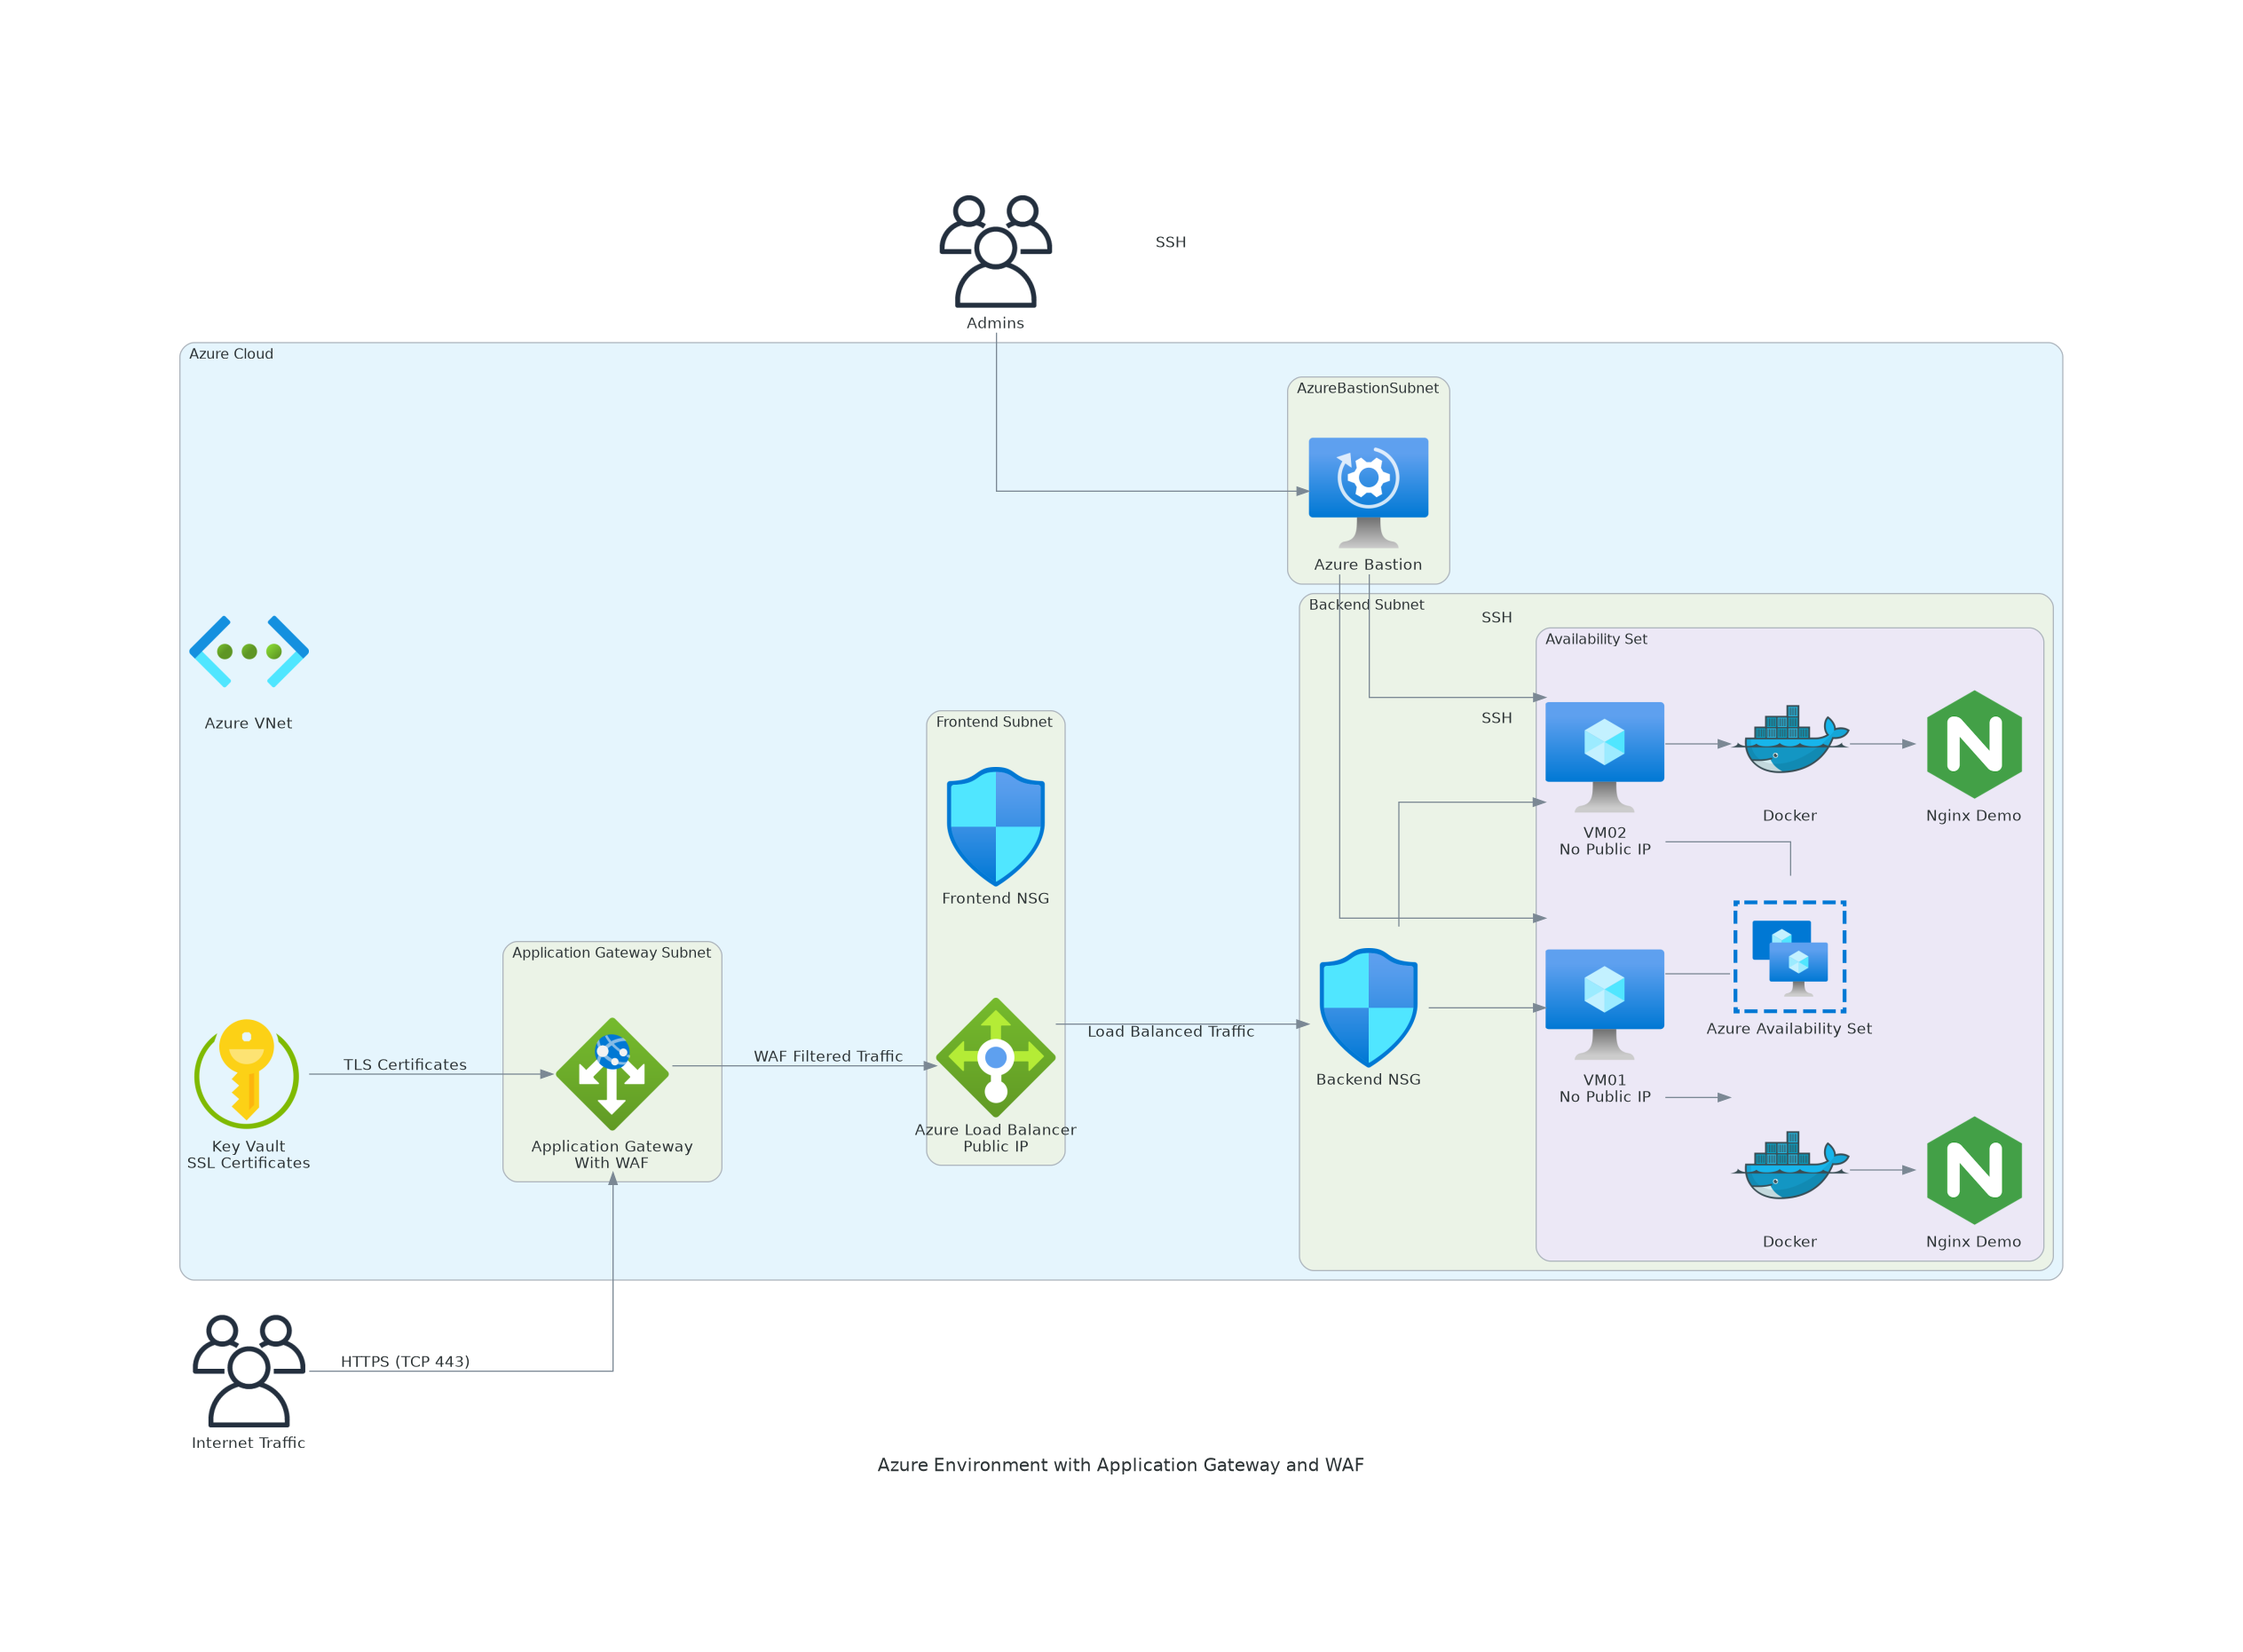 SSH
Admins
Azure Cloud
AzureBastionSubnet
Azure Bastion
Backend Subnet
SSH
Availability Set
SSH
Azure VNet
Frontend Subnet
Frontend NSG
VM02
No Public IP
Docker
Nginx Demo
N
Application Gateway Subnet
TLS Certificates
WAF Filtered Traffic
Load Balanced Traffic
Azure Availability Set
Backend NSG
VM01
No Public IP
Key Vault
SSL Certificates
Application Gateway
With WAF
Azure Load Balancer
Public IP
N
Docker
Nginx Demo
HTTPS (TCP 443)
Internet Traffic
Azure Environment with Application Gateway and WAF